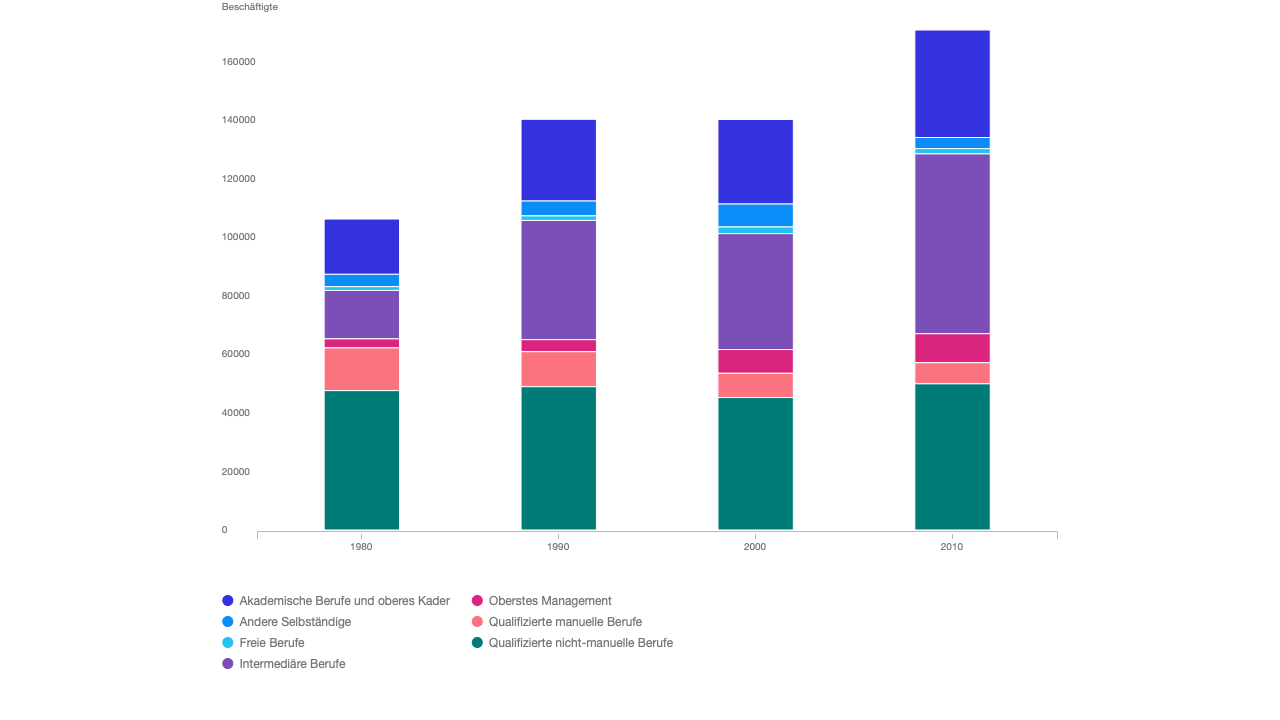 Beschäftigte
160000
140000
120000
100000
80000
60000
40000
20000
0
1980 1990 2000 2010
Akademische Berufe und oberes Kader
Andere Selbständige
Freie Berufe
Intermediäre Berufe
Oberstes Management
Qualifizierte manuelle Berufe
Qualifizierte nicht-manuelle Berufe